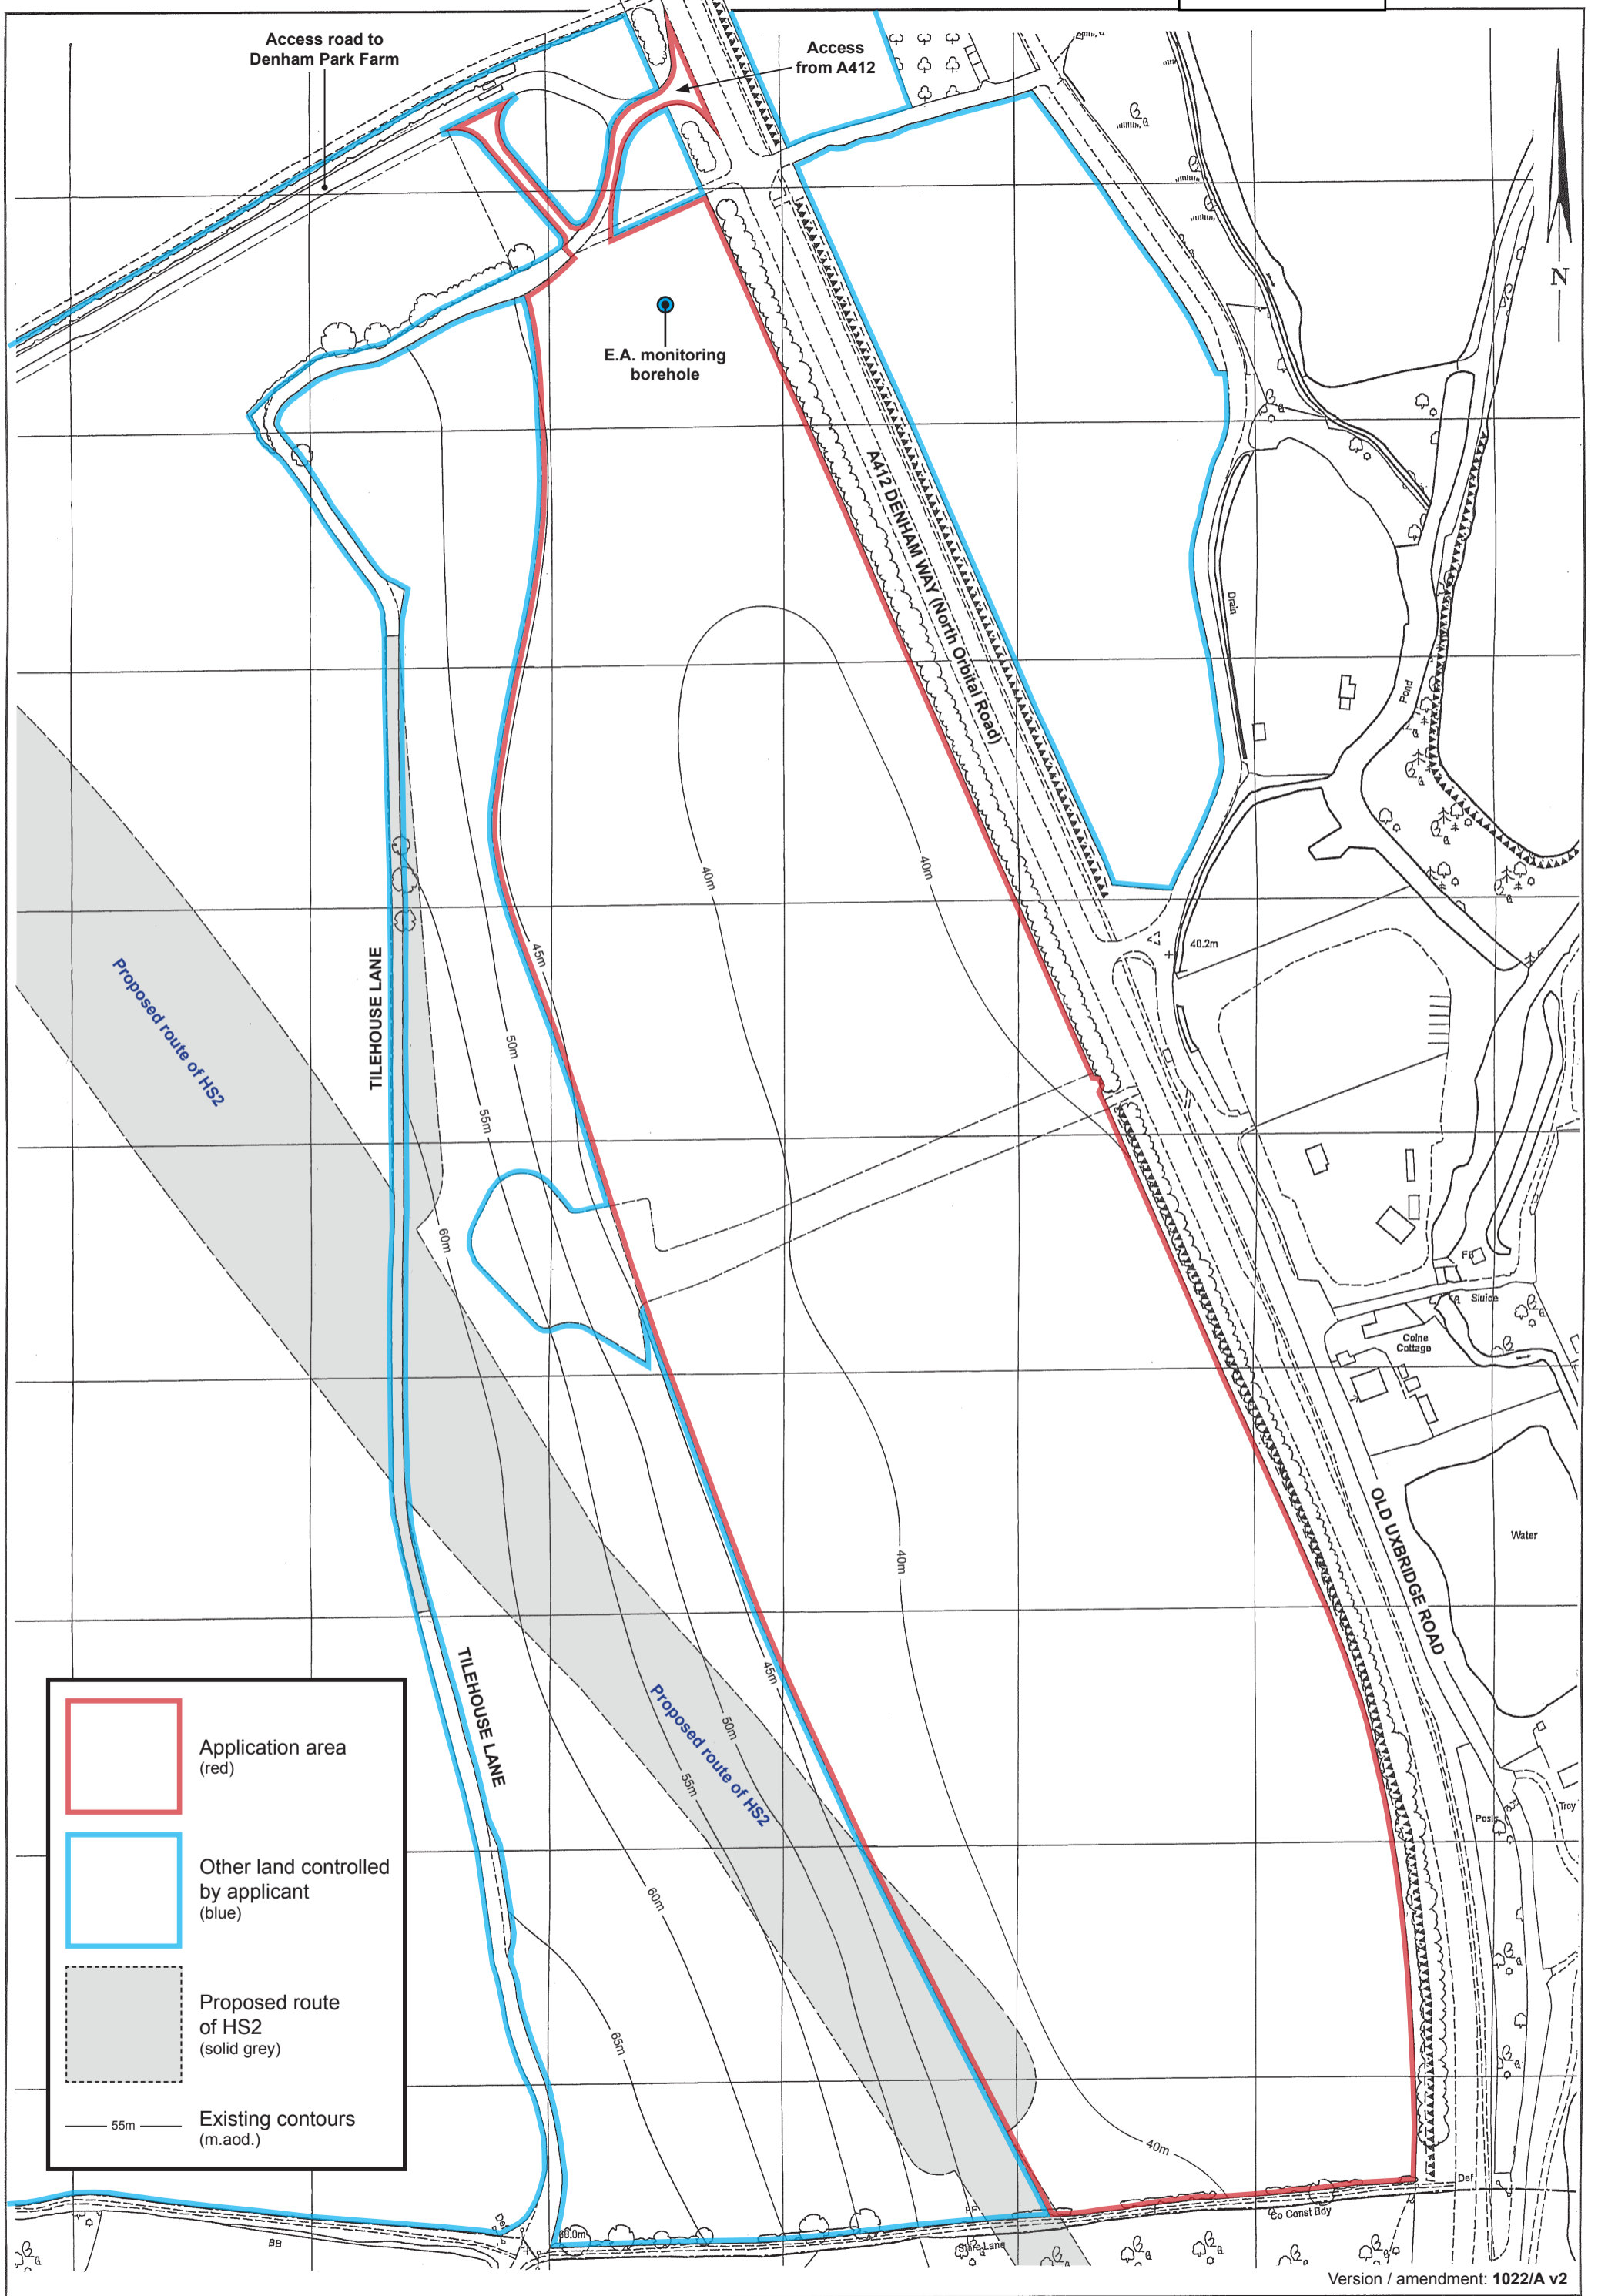 Access road to
Denham Park Farm
Access
from A412
N
E.A. monitoring
borehole
A412 DENHAM WAY (North Orbital Road)
Drain
Pond
40m
40m
45m
40.2m
Proposed route of HS2
TILEHOUSE LANE
50m
55m
60m
FB
Sluice
Colne
Cottage
OLD UXBRIDGE ROAD
Water
40m
45m
TILEHOUSE LANE
Proposed route of HS2
50m
55m
60m
65m
Posts
Troy
40m
Def
Co Const Bdy
Shire Lane
BB
Application area
(red)
Other land controlled
by applicant
(blue)
Proposed route
of HS2
(solid grey)
55m
Existing contours
(m.aod.)
Version / amendment: 1022/A v2